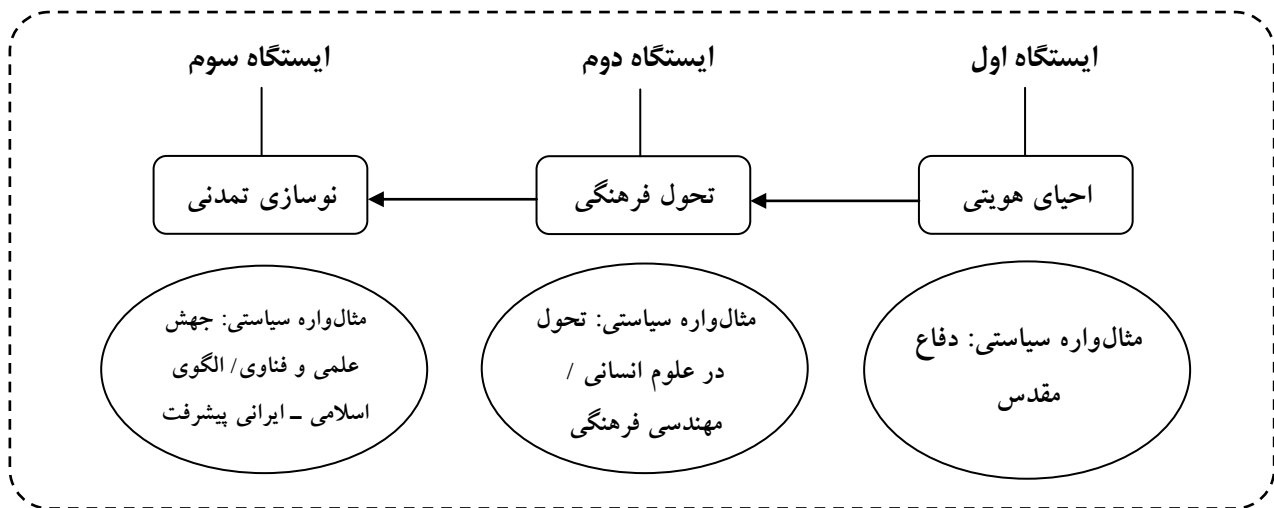 ایستگاه اول
ایستگاه دوم
ایستگاه سوم
احیای هویتی
تحول فرهنگی
نوسازی تمدنی
مثال‌واره سیاستی: دفاع
مقدس
مثال‌واره سیاستی: تحول
در علوم انسانی /
مهندسی فرهنگی
مثال‌واره سیاستی: جهش
علمی و فناوری/ الگوی
اسلامی – ایرانی پیشرفت